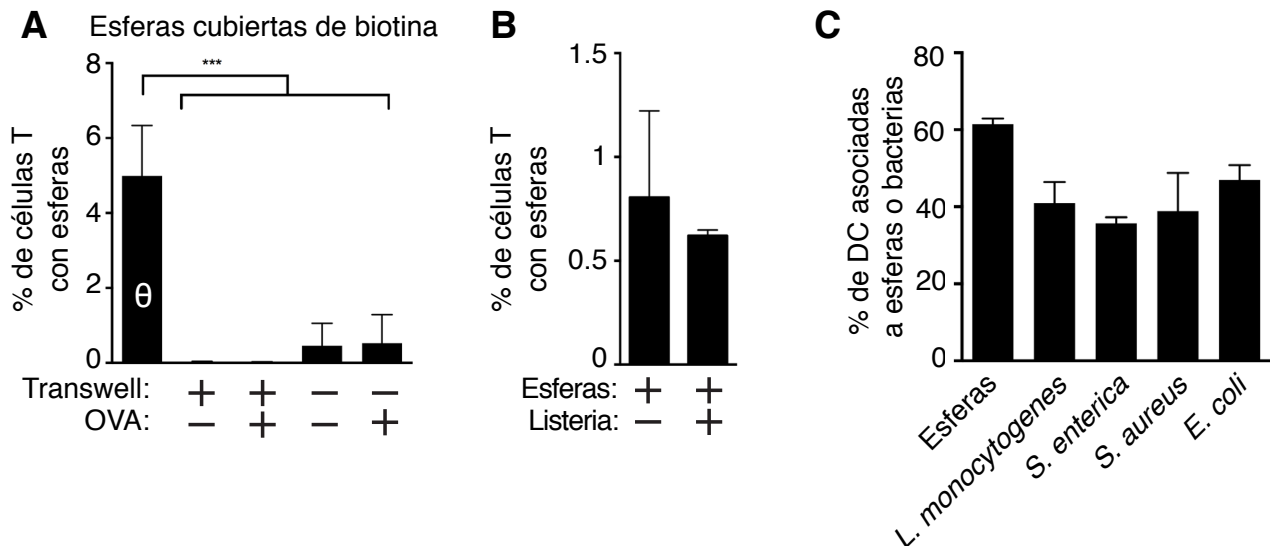 A
Esferas cubiertas de biotina
% de células T
con esferas
8
6
4
2
0
***
θ
Transwell: + + – –
OVA: – + – +
B
% de células T
con esferas
1.5
1
0.5
0
Esferas: + +
Listeria: – +
C
% de DC asociadas
a esferas o bacterias
80
60
40
20
0
Esferas
L. monocytogenes
S. enterica
S. aureus
E. coli